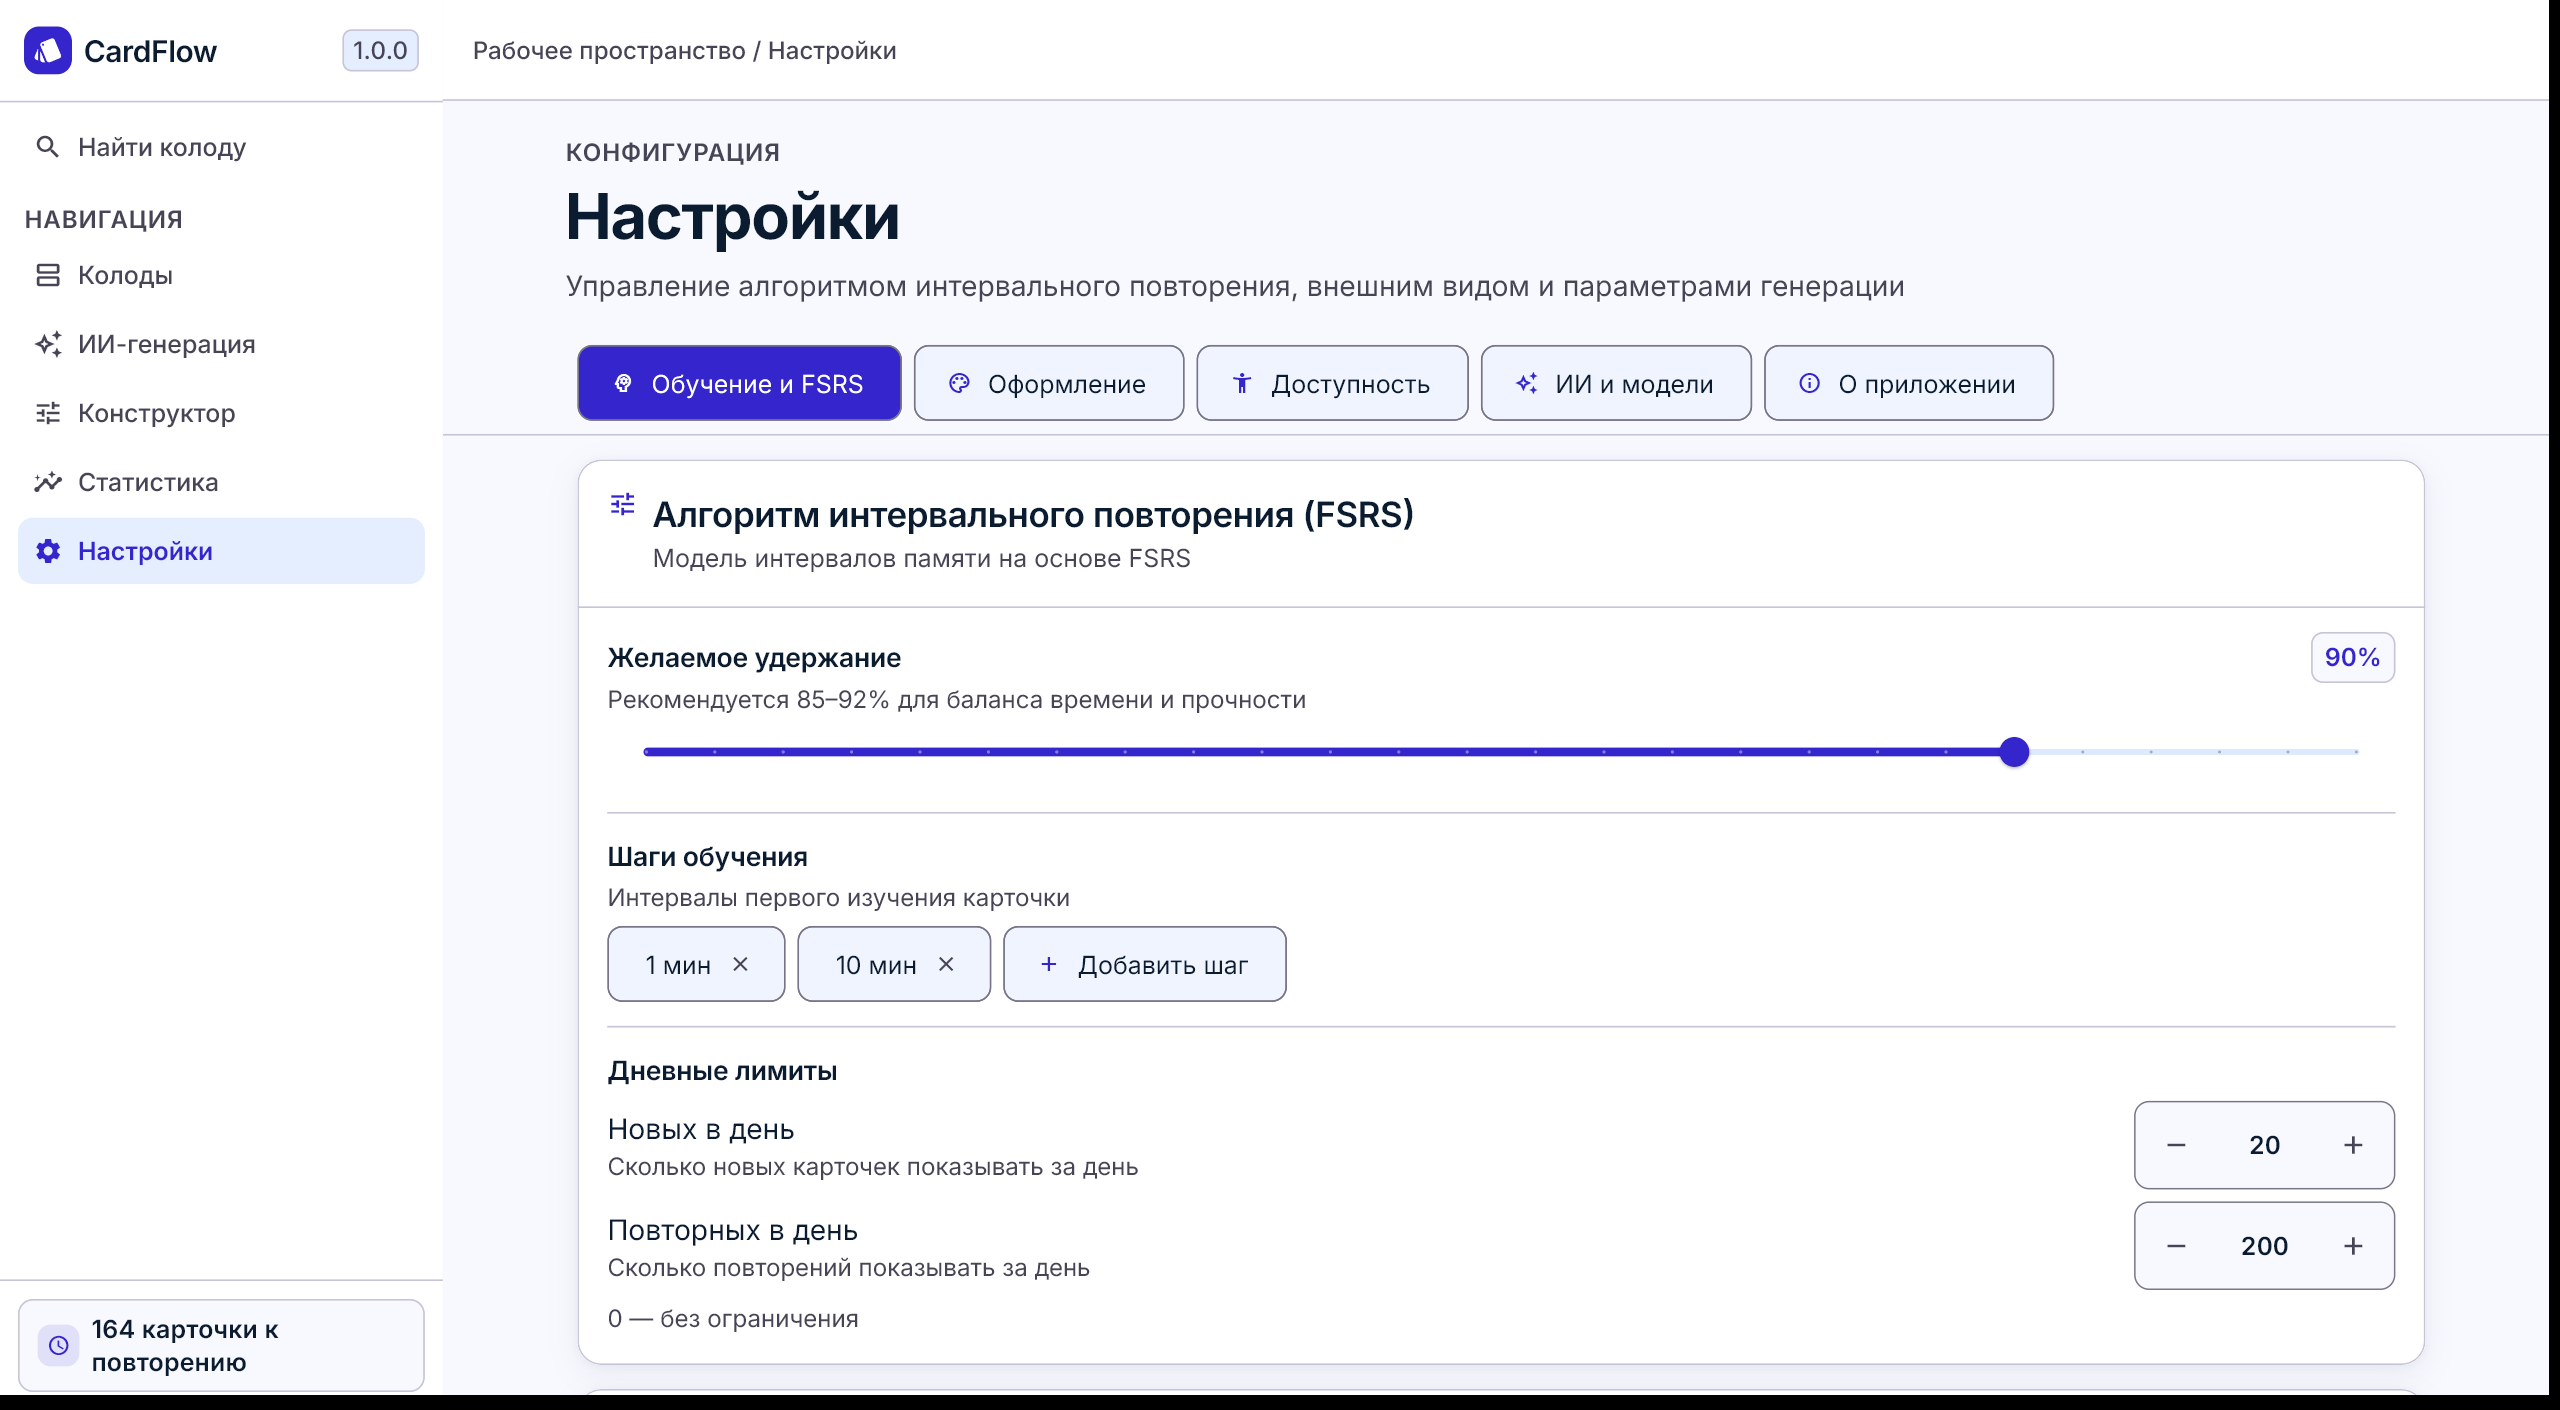 CardFlow
1.0.0
Найти колоду
НАВИГАЦИЯ
Колоды
ИИ-генерация
Конструктор
Статистика
Настройки
164 карточки к
повторению
Рабочее пространство / Настройки
КОНФИГУРАЦИЯ
Настройки
Управление алгоритмом интервального повторения, внешним видом и параметрами генерации
Обучение и FSRS
Оформление
Доступность
ИИ и модели
О приложении
Алгоритм интервального повторения (FSRS)
Модель интервалов памяти на основе FSRS
Желаемое удержание
90%
Рекомендуется 85–92% для баланса времени и прочности
Шаги обучения
Интервалы первого изучения карточки
1 мин ×
10 мин ×
+ Добавить шаг
Дневные лимиты
Новых в день
Сколько новых карточек показывать за день
− 20 +
Повторных в день
Сколько повторений показывать за день
− 200 +
0 — без ограничения